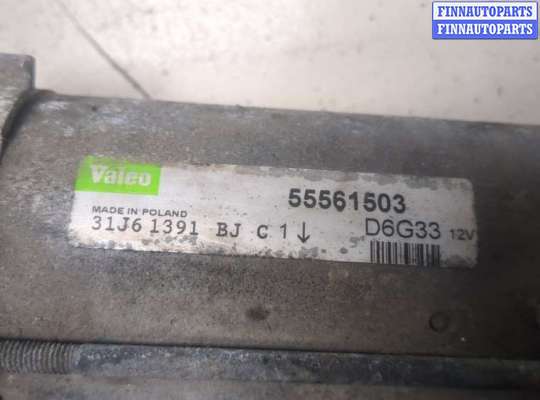 FINNAUTOPARTS
FINNAUTOPARTS
Valeo
55561503
MADE IN POLAND
31J6 1391 BJ C 1↓
D6G33 12V